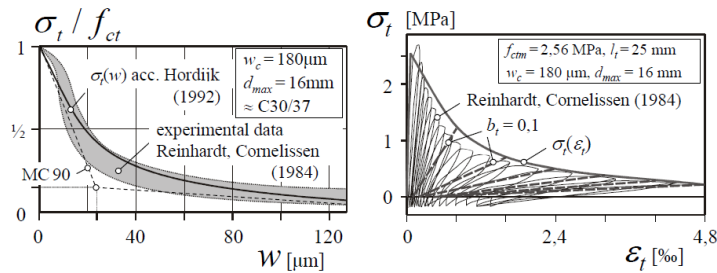 σt / fct
1
½
0
0
40
80
120
w [μm]
σt(w) acc. Hordijk
(1992)
wc = 180μm
dmax = 16mm
≈ C30/37
experimental data
Reinhardt, Cornelissen
(1984)
MC 90
σt [MPa]
2
1
0
0
2,4
4,8
εt [‰]
fctm = 2,56 MPa, lt = 25 mm
wc = 180 μm, dmax = 16 mm
Reinhardt, Cornelissen (1984)
bt = 0,1
σt(εt)